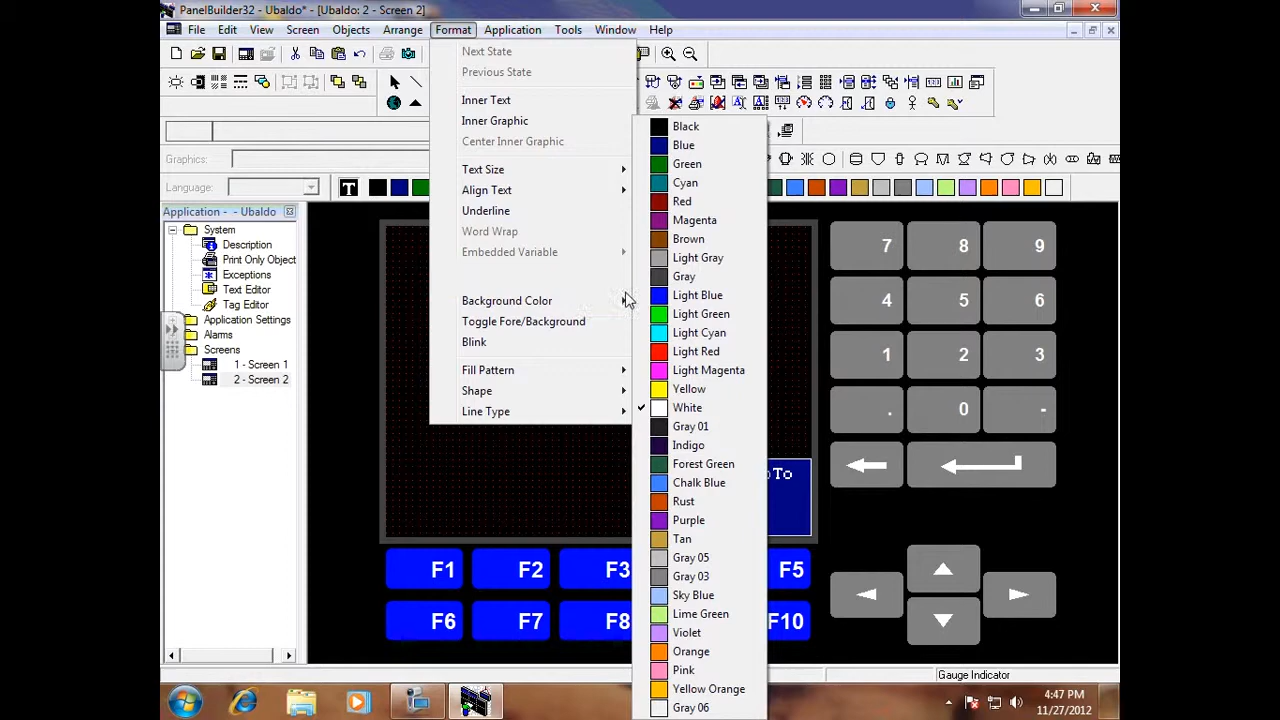 PanelBuilder32 - Ubaldo* - [Ubaldo: 2 - Screen 2]
File Edit View Screen Objects Arrange Format Application Tools Window Help
Next State
Previous State
Inner Text
Inner Graphic
Center Inner Graphic
Text Size
Align Text
Underline
Word Wrap
Embedded Variable
Background Color
Toggle Fore/Background
Blink
Fill Pattern
Shape
Line Type
Black
Blue
Green
Cyan
Red
Magenta
Brown
Light Gray
Gray
Light Blue
Light Green
Light Cyan
Light Red
Light Magenta
Yellow
White
Gray 01
Indigo
Forest Green
Chalk Blue
Rust
Purple
Tan
Gray 05
Gray 03
Sky Blue
Lime Green
Violet
Orange
Pink
Yellow Orange
Gray 06
Graphics:
Language:
T
Application - - Ubaldo
System
Description
Print Only Object
Exceptions
Text Editor
Tag Editor
Application Settings
Alarms
Screens
1 - Screen 1
2 - Screen 2
To
7 8 9
4 5 6
1 2 3
. 0 -
F1 F2 F3 F5
F6 F7 F8 F10
Gauge Indicator
4:47 PM
11/27/2012